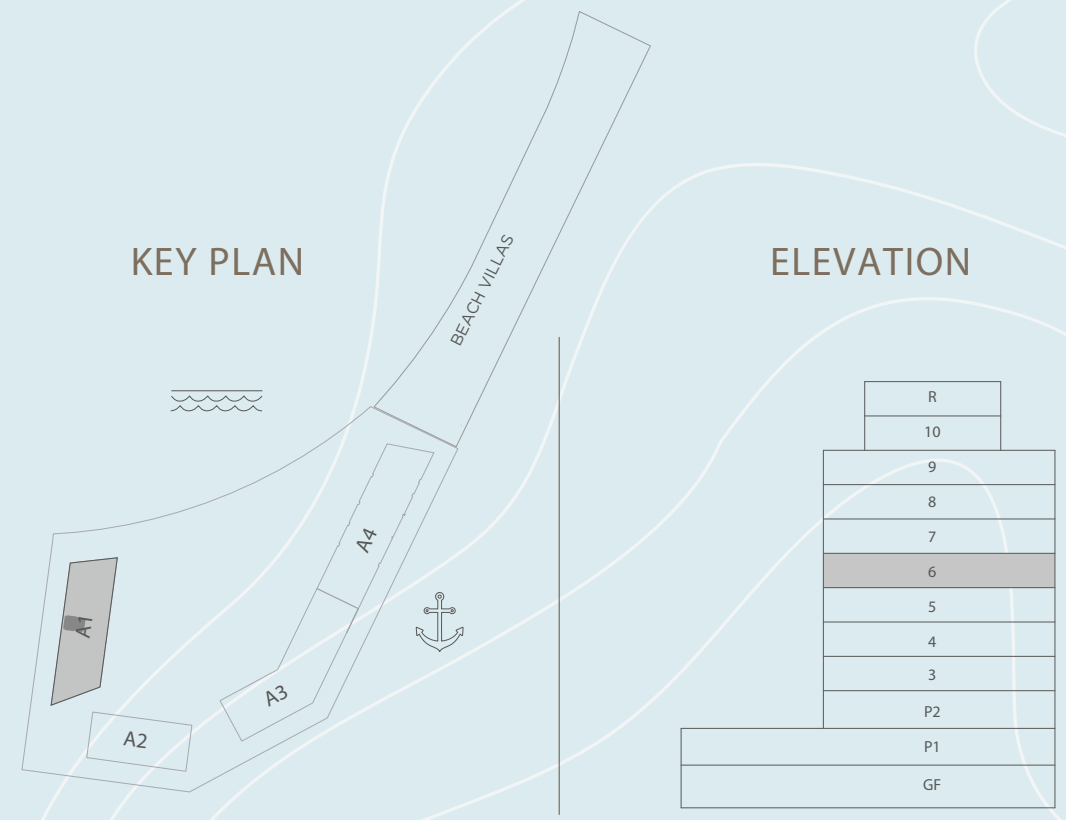 KEY PLAN
BEACH VILLAS
A4
A1
A3
A2
ELEVATION
R
10
9
8
7
6
5
4
3
P2
P1
GF